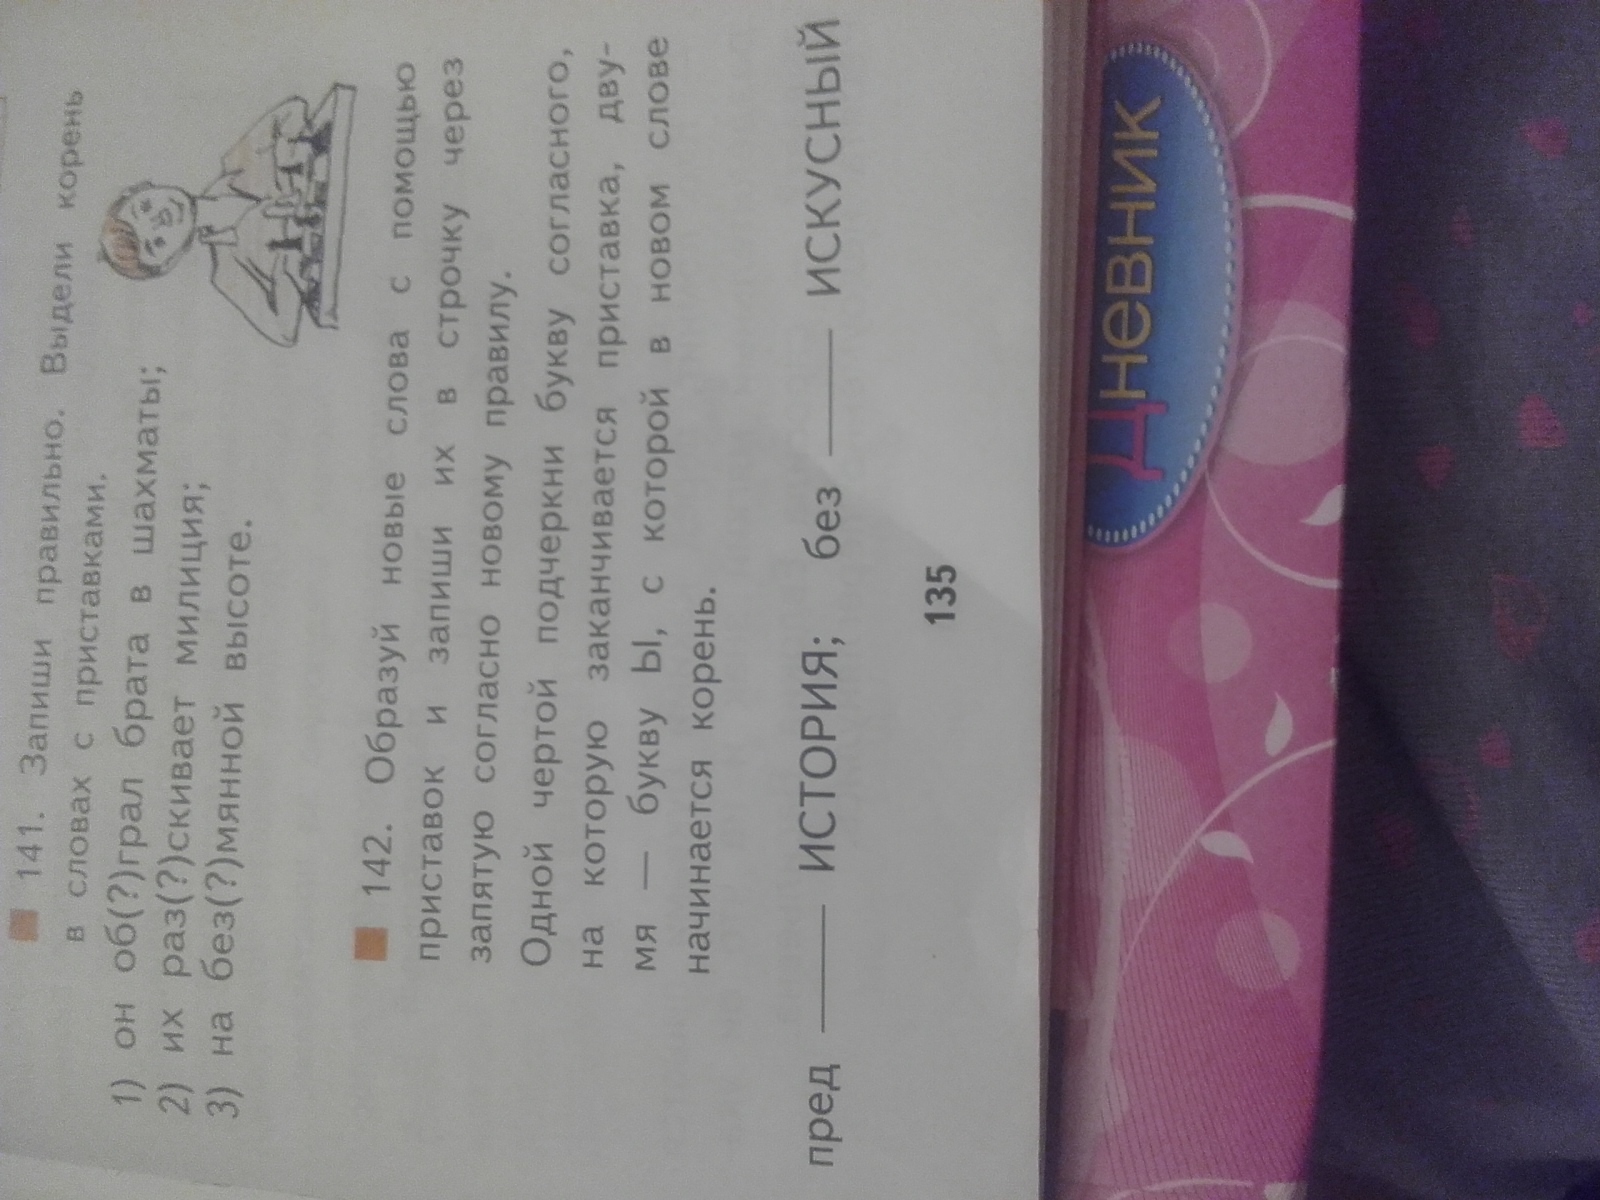 141. Запиши правильно. Выдели корень
в словах с приставками.
1) он об(?)грал брата в шахматы;
2) их раз(?)скивает милиция;
3) на без(?)мянной высоте.
142. Образуй новые слова с помощью
приставок и запиши их в строчку через
запятую согласно новому правилу.
Одной чертой подчеркни букву согласного,
на которую заканчивается приставка, дву-
мя — букву Ы, с которой в новом слове
начинается корень.
пред —— ИСТОРИЯ; без —— ИСКУСНЫЙ
135
Дневник